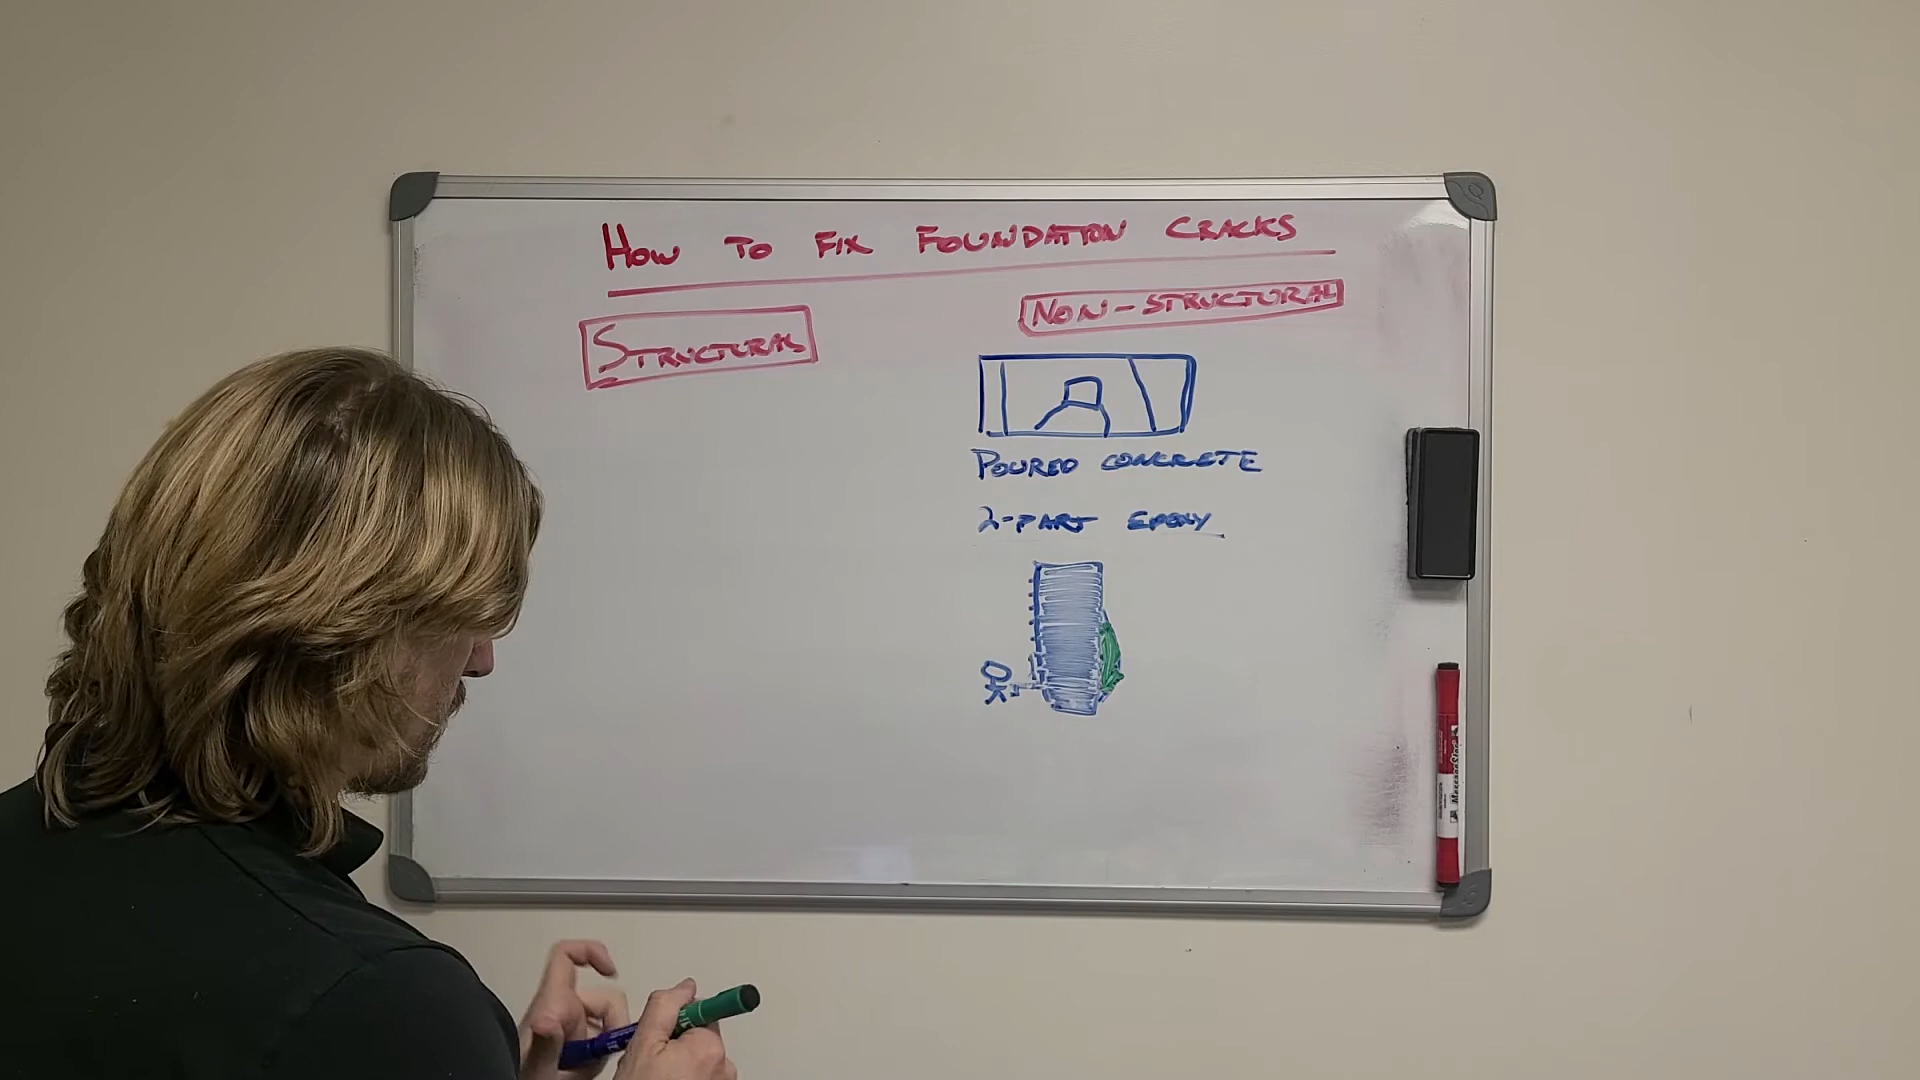 How to Fix Foundation Cracks
Structural
Non-Structural
Poured Concrete
2-Part Epoxy